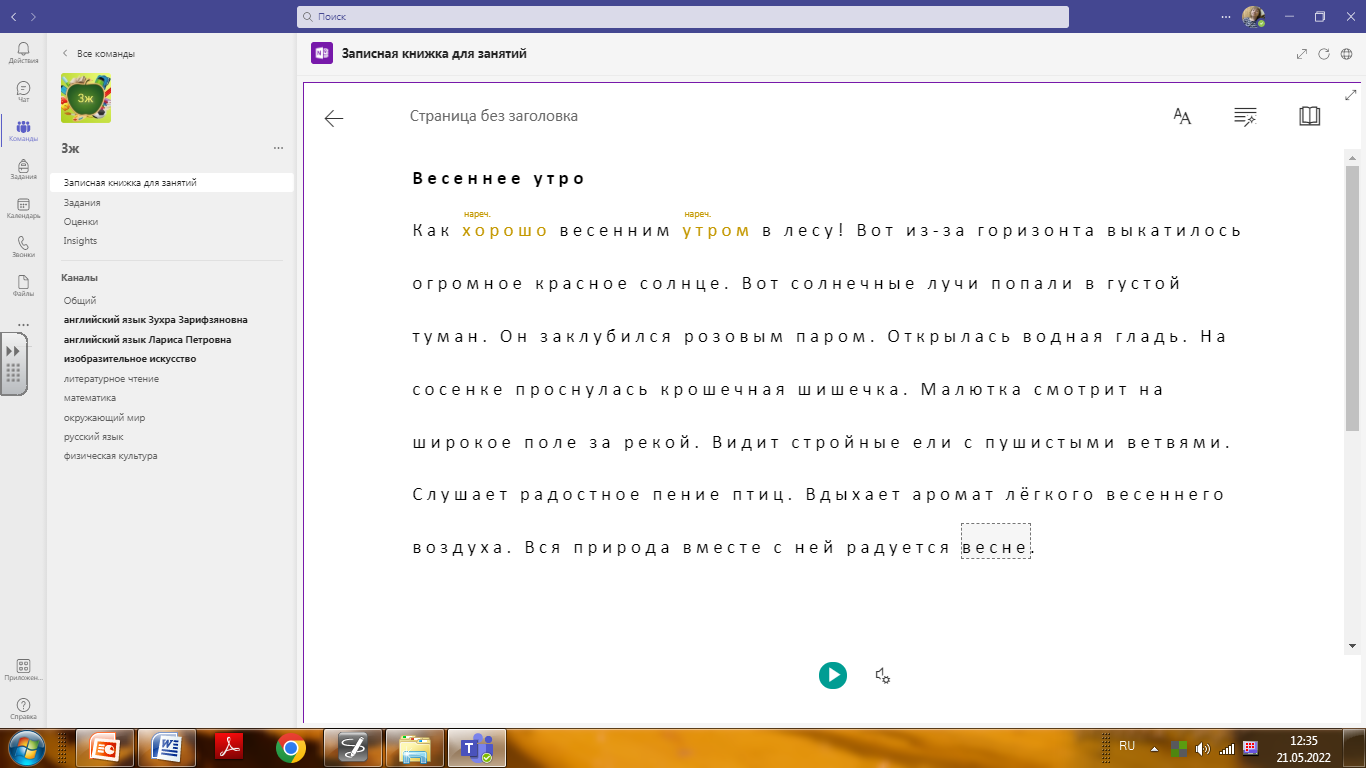 Поиск
Действия
Чат
Команды
Задания
Календарь
Звонки
Файлы
Приложен...
Справка
Все команды
3ж
3ж
Записная книжка для занятий
Задания
Оценки
Insights
Каналы
Общий
английский язык Зухра Зарифзяновна
английский язык Лариса Петровна
изобразительное искусство
литературное чтение
математика
окружающий мир
русский язык
физическая культура
Записная книжка для занятий
Страница без заголовка
Весеннее утро
нареч. нареч.
Как хорошо весенним утром в лесу! Вот из-за горизонта выкатилось
огромное красное солнце. Вот солнечные лучи попали в густой
туман. Он заклубился розовым паром. Открылась водная гладь. На
сосенке проснулась крошечная шишечка. Малютка смотрит на
широкое поле за рекой. Видит стройные ели с пушистыми ветвями.
Слушает радостное пение птиц. Вдыхает аромат лёгкого весеннего
воздуха. Вся природа вместе с ней радуется весне.
RU
12:35
21.05.2022